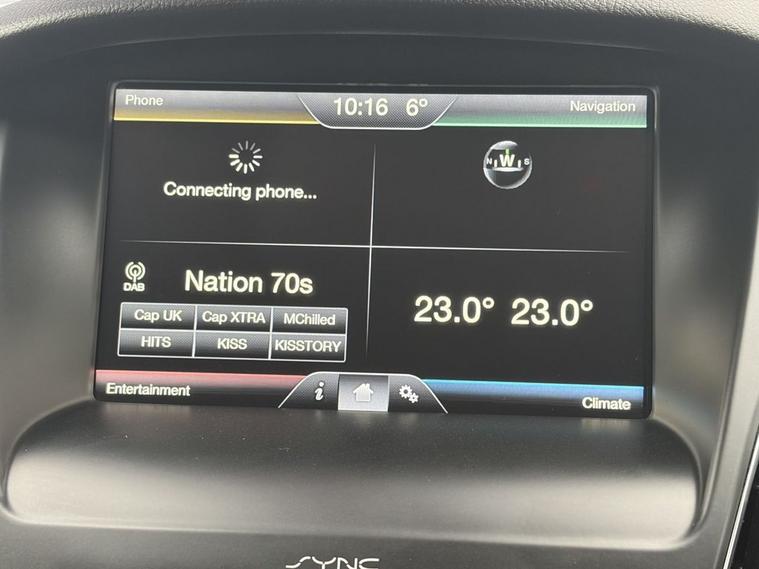 Phone
10:16 6°
Navigation
Connecting phone...
N W S
DAB
Nation 70s
Cap UK
Cap XTRA
MChilled
HITS
KISS
KISSTORY
23.0° 23.0°
Entertainment
i
Climate
SYNC